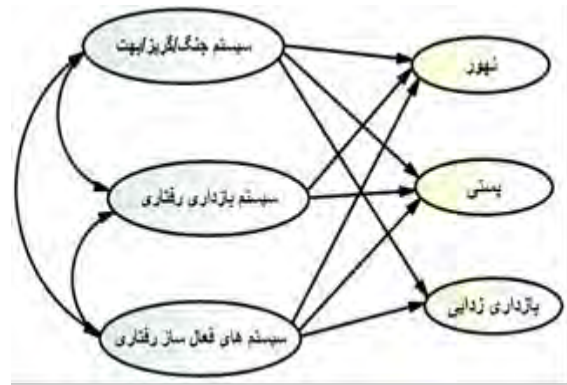 سیستم جنگ/گریز/بهت
تهور
سیستم بازداری رفتاری
پستی
بازداری زدایی
سیستم های فعال ساز رفتاری